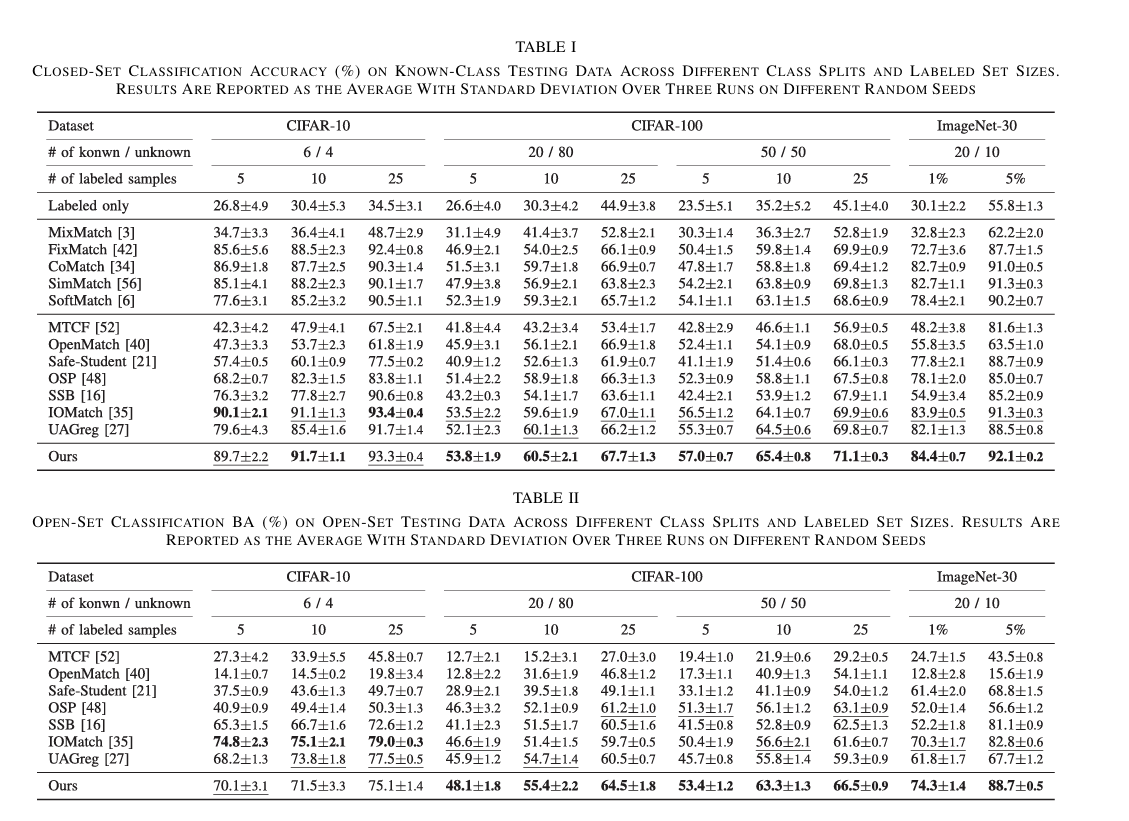 TABLE I
CLOSED-SET CLASSIFICATION ACCURACY (%) ON KNOWN-CLASS TESTING DATA ACROSS DIFFERENT CLASS SPLITS AND LABELED SET SIZES.
RESULTS ARE REPORTED AS THE AVERAGE WITH STANDARD DEVIATION OVER THREE RUNS ON DIFFERENT RANDOM SEEDS
Dataset CIFAR-10 CIFAR-100 ImageNet-30
# of konwn / unknown 6 / 4 20 / 80 50 / 50 20 / 10
# of labeled samples 5 10 25 5 10 25 5 10 25 1% 5%
Labeled only 26.8±4.9 30.4±5.3 34.5±3.1 26.6±4.0 30.3±4.2 44.9±3.8 23.5±5.1 35.2±5.2 45.1±4.0 30.1±2.2 55.8±1.3
MixMatch [3] 34.7±3.3 36.4±4.1 48.7±2.9 31.1±4.9 41.4±3.7 52.8±2.1 30.3±1.4 36.3±2.7 52.8±1.9 32.8±2.3 62.2±2.0
FixMatch [42] 85.6±5.6 88.5±2.3 92.4±0.8 46.9±2.1 54.0±2.5 66.1±0.9 50.4±1.5 59.8±1.4 69.9±0.9 72.7±3.6 87.7±1.5
CoMatch [34] 86.9±1.8 87.7±2.5 90.3±1.4 51.5±3.1 59.7±1.8 66.9±0.7 47.8±1.7 58.8±1.8 69.4±1.2 82.7±0.9 91.0±0.5
SimMatch [56] 85.1±4.1 88.2±2.3 90.1±1.7 47.9±3.8 56.9±2.1 63.8±2.3 54.2±2.1 63.8±0.9 69.8±1.3 82.7±1.1 91.3±0.3
SoftMatch [6] 77.6±3.1 85.2±3.2 90.5±1.1 52.3±1.9 59.3±2.1 65.7±1.2 54.1±1.1 63.1±1.5 68.6±0.9 78.4±2.1 90.2±0.7
MTCF [52] 42.3±4.2 47.9±4.1 67.5±2.1 41.8±4.4 43.2±3.4 53.4±1.7 42.8±2.9 46.6±1.1 56.9±0.5 48.2±3.8 81.6±1.3
OpenMatch [40] 47.3±3.3 53.7±2.3 61.8±1.9 45.9±3.1 56.1±2.1 66.9±1.8 52.4±1.1 54.1±0.9 68.0±0.5 55.8±3.5 63.5±1.0
Safe-Student [21] 57.4±0.5 60.1±0.9 77.5±0.2 40.9±1.2 52.6±1.3 61.9±0.7 41.1±1.9 51.4±0.6 66.1±0.3 77.8±2.1 88.7±0.9
OSP [48] 68.2±0.7 82.3±1.5 83.8±1.1 51.4±2.2 58.9±1.8 66.3±1.3 52.3±0.9 58.8±1.1 67.5±0.8 78.1±2.0 85.0±0.7
SSB [16] 76.3±3.2 77.8±2.7 90.6±0.8 43.2±0.3 54.1±1.7 63.6±1.1 42.4±2.1 53.9±1.2 67.9±1.1 54.9±3.4 85.2±0.9
IOMatch [35] 90.1±2.1 91.1±1.3 93.4±0.4 53.5±2.2 59.6±1.9 67.0±1.1 56.5±1.2 64.1±0.7 69.9±0.6 83.9±0.5 91.3±0.3
UAGreg [27] 79.6±4.3 85.4±1.6 91.7±1.4 52.1±2.3 60.1±1.3 66.2±1.2 55.3±0.7 64.5±0.6 69.8±0.7 82.1±1.3 88.5±0.8
Ours 89.7±2.2 91.7±1.1 93.3±0.4 53.8±1.9 60.5±2.1 67.7±1.3 57.0±0.7 65.4±0.8 71.1±0.3 84.4±0.7 92.1±0.2
TABLE II
OPEN-SET CLASSIFICATION BA (%) ON OPEN-SET TESTING DATA ACROSS DIFFERENT CLASS SPLITS AND LABELED SET SIZES. RESULTS ARE
REPORTED AS THE AVERAGE WITH STANDARD DEVIATION OVER THREE RUNS ON DIFFERENT RANDOM SEEDS
Dataset CIFAR-10 CIFAR-100 ImageNet-30
# of konwn / unknown 6 / 4 20 / 80 50 / 50 20 / 10
# of labeled samples 5 10 25 5 10 25 5 10 25 1% 5%
MTCF [52] 27.3±4.2 33.9±5.5 45.8±0.7 12.7±2.1 15.2±3.1 27.0±3.0 19.4±1.0 21.9±0.6 29.2±0.5 24.7±1.5 43.5±0.8
OpenMatch [40] 14.1±0.7 14.5±0.2 19.8±3.4 12.8±2.2 31.6±1.9 46.8±1.2 17.3±1.1 40.9±1.3 54.1±1.1 12.8±2.8 15.6±1.9
Safe-Student [21] 37.5±0.9 43.6±1.3 49.7±0.7 28.9±2.1 39.5±1.8 49.1±1.1 33.1±1.2 41.1±0.9 54.0±1.2 61.4±2.0 68.8±1.5
OSP [48] 40.9±0.9 49.4±1.4 50.3±1.3 46.3±3.2 52.1±0.9 61.2±1.0 51.3±1.7 56.1±1.2 63.1±0.9 52.0±1.4 56.6±1.2
SSB [16] 65.3±1.5 66.7±1.6 72.6±1.2 41.1±2.3 51.5±1.7 60.5±1.6 41.5±0.8 52.8±0.9 62.5±1.3 52.2±1.8 81.1±0.9
IOMatch [35] 74.8±2.3 75.1±2.1 79.0±0.3 46.6±1.9 51.4±1.5 59.7±0.5 50.4±1.9 56.6±2.1 61.6±0.7 70.3±1.7 82.8±0.6
UAGreg [27] 68.2±1.3 73.8±1.8 77.5±0.5 45.9±1.2 54.7±1.4 60.5±0.7 45.7±0.8 55.8±1.4 59.3±0.9 61.8±1.7 67.7±1.2
Ours 70.1±3.1 71.5±3.3 75.1±1.4 48.1±1.8 55.4±2.2 64.5±1.8 53.4±1.2 63.3±1.3 66.5±0.9 74.3±1.4 88.7±0.5